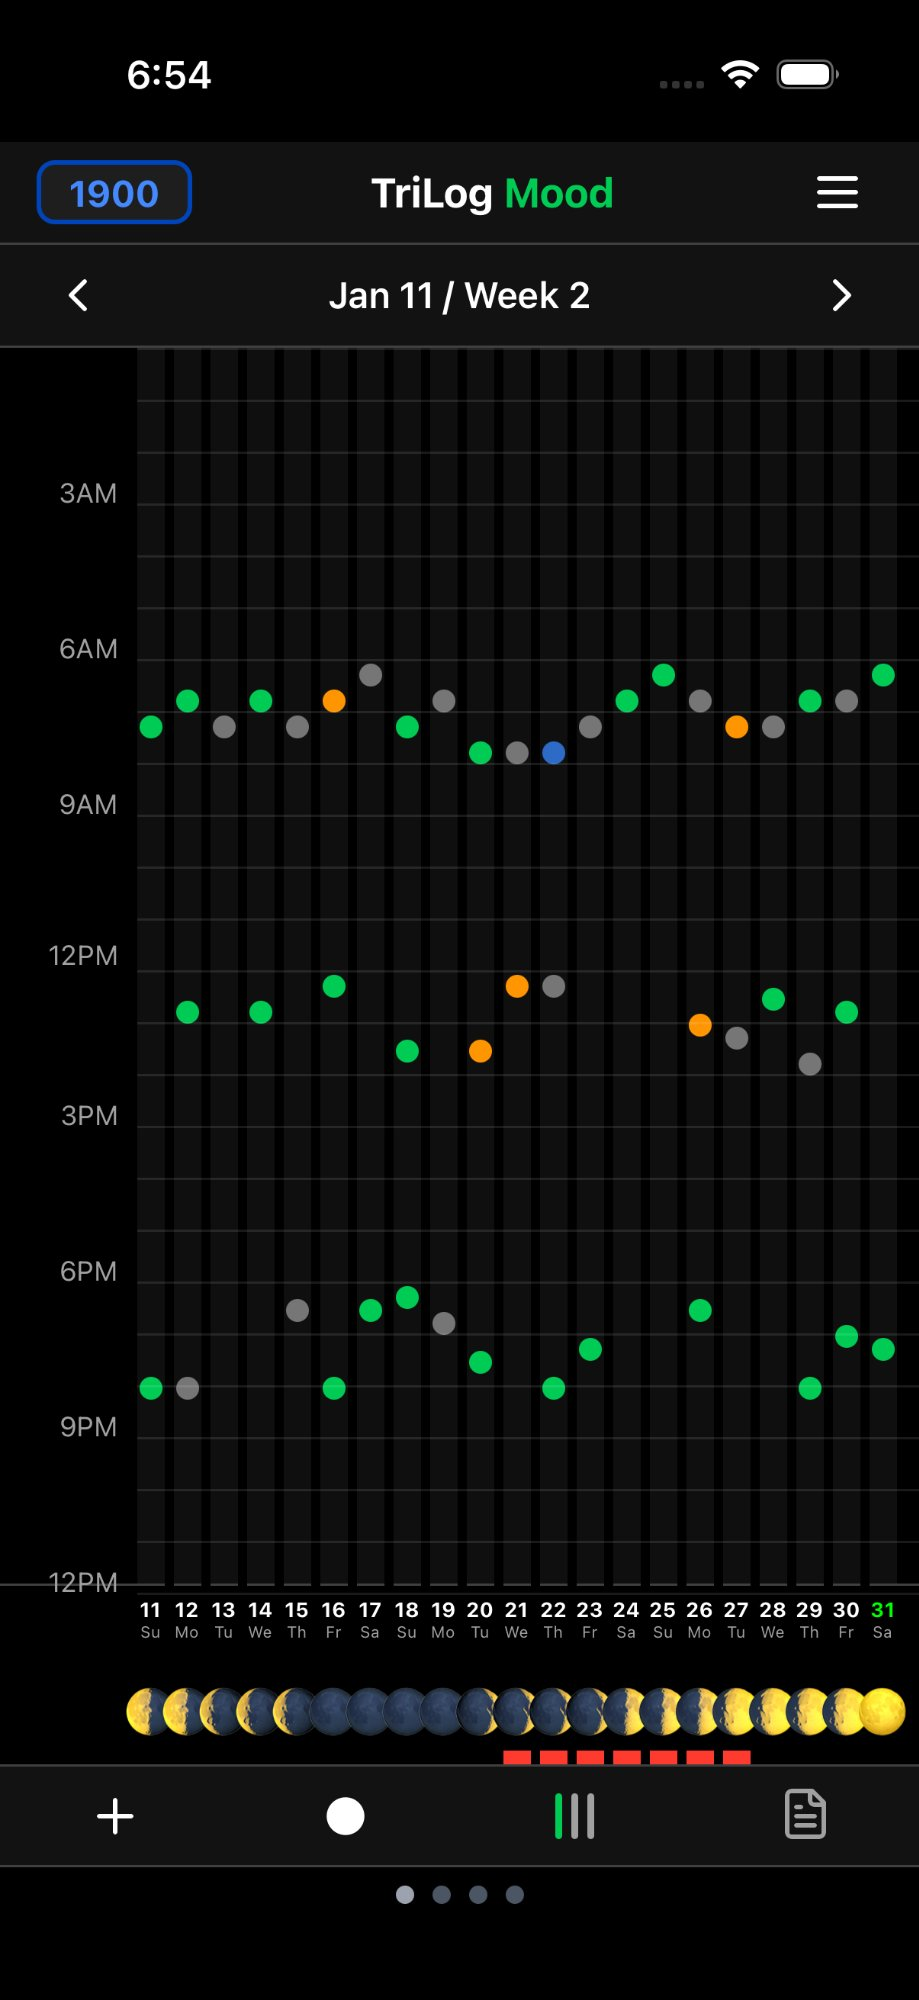 6:54
1900
TriLog Mood
Jan 11 / Week 2
3AM
6AM
9AM
12PM
3PM
6PM
9PM
12PM
11 12 13 14 15 16 17 18 19 20 21 22 23 24 25 26 27 28 29 30 31
Su Mo Tu We Th Fr Sa Su Mo Tu We Th Fr Sa Su Mo Tu We Th Fr Sa